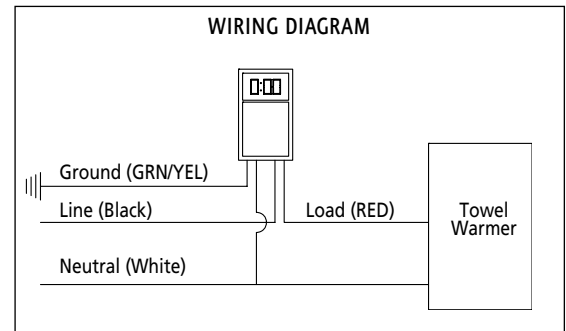 WIRING DIAGRAM
0:00
Ground (GRN/YEL)
Line (Black)
Load (RED)
Towel
Warmer
Neutral (White)